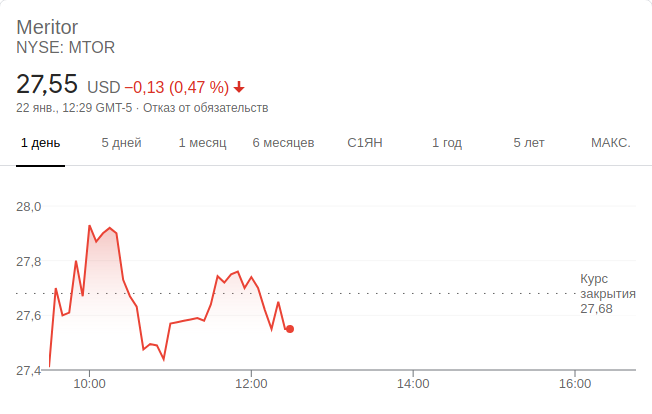 Meritor
NYSE: MTOR
27,55 USD −0,13 (0,47 %)
22 янв., 12:29 GMT-5 · Отказ от обязательств
1 день 5 дней 1 месяц 6 месяцев С1ЯН 1 год 5 лет МАКС.
28,0
27,8
Курс
закрытия
27,68
27,6
27,4
10:00 12:00 14:00 16:00